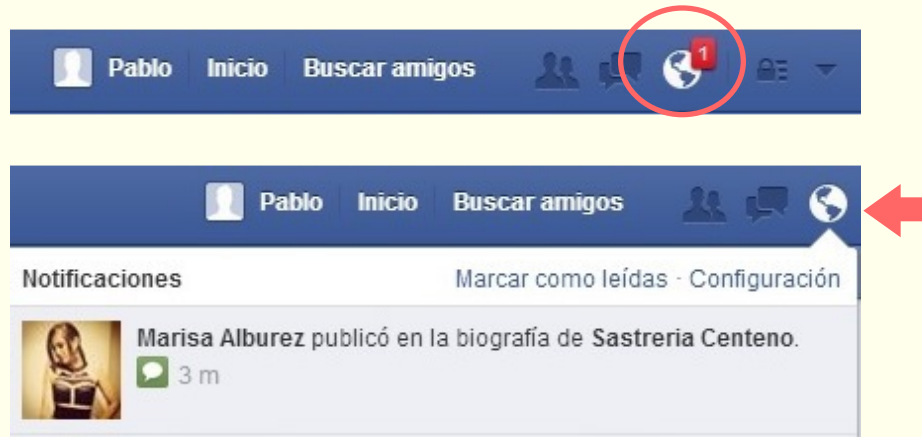 Pablo Inicio Buscar amigos 1
Pablo Inicio Buscar amigos
Notificaciones Marcar como leídas · Configuración
Marisa Alburez publicó en la biografía de Sastreria Centeno.
3 m